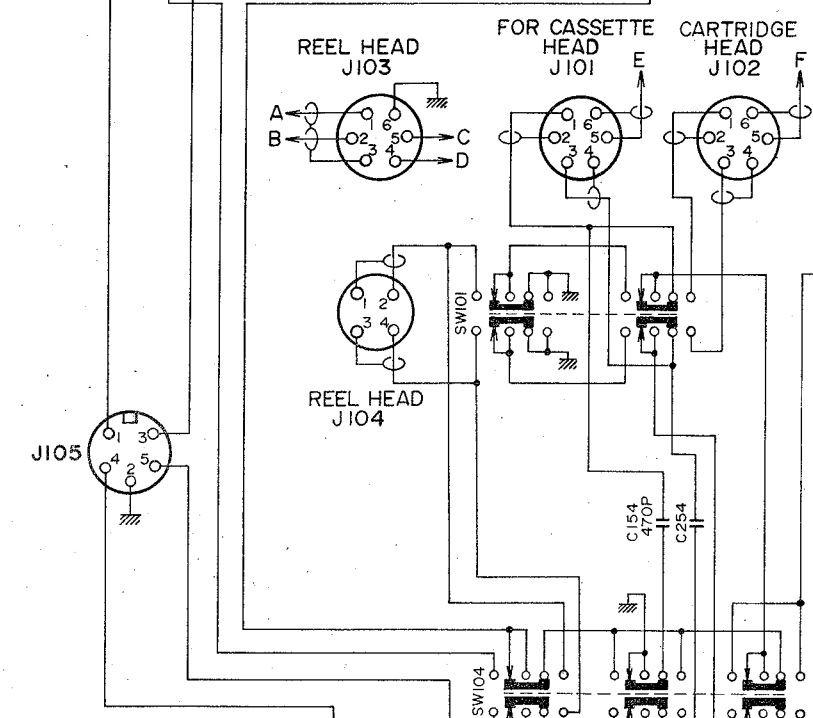 REEL HEAD
J103
FOR CASSETTE
HEAD
J101
CARTRIDGE
HEAD
J102
E
F
A
B
C
D
1
6
2
5
3
4
1
6
2
5
3
4
1
6
2
5
3
4
1
2
3
4
REEL HEAD
J104
SW101
J105
1
3
4
2
5
C154
470P
C254
SW104